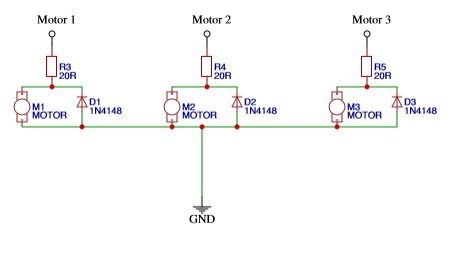 Motor 1
Motor 2
Motor 3
R3
20R
R4
20R
R5
20R
M1
MOTOR
D1
1N4148
M2
MOTOR
D2
1N4148
M3
MOTOR
D3
1N4148
GND